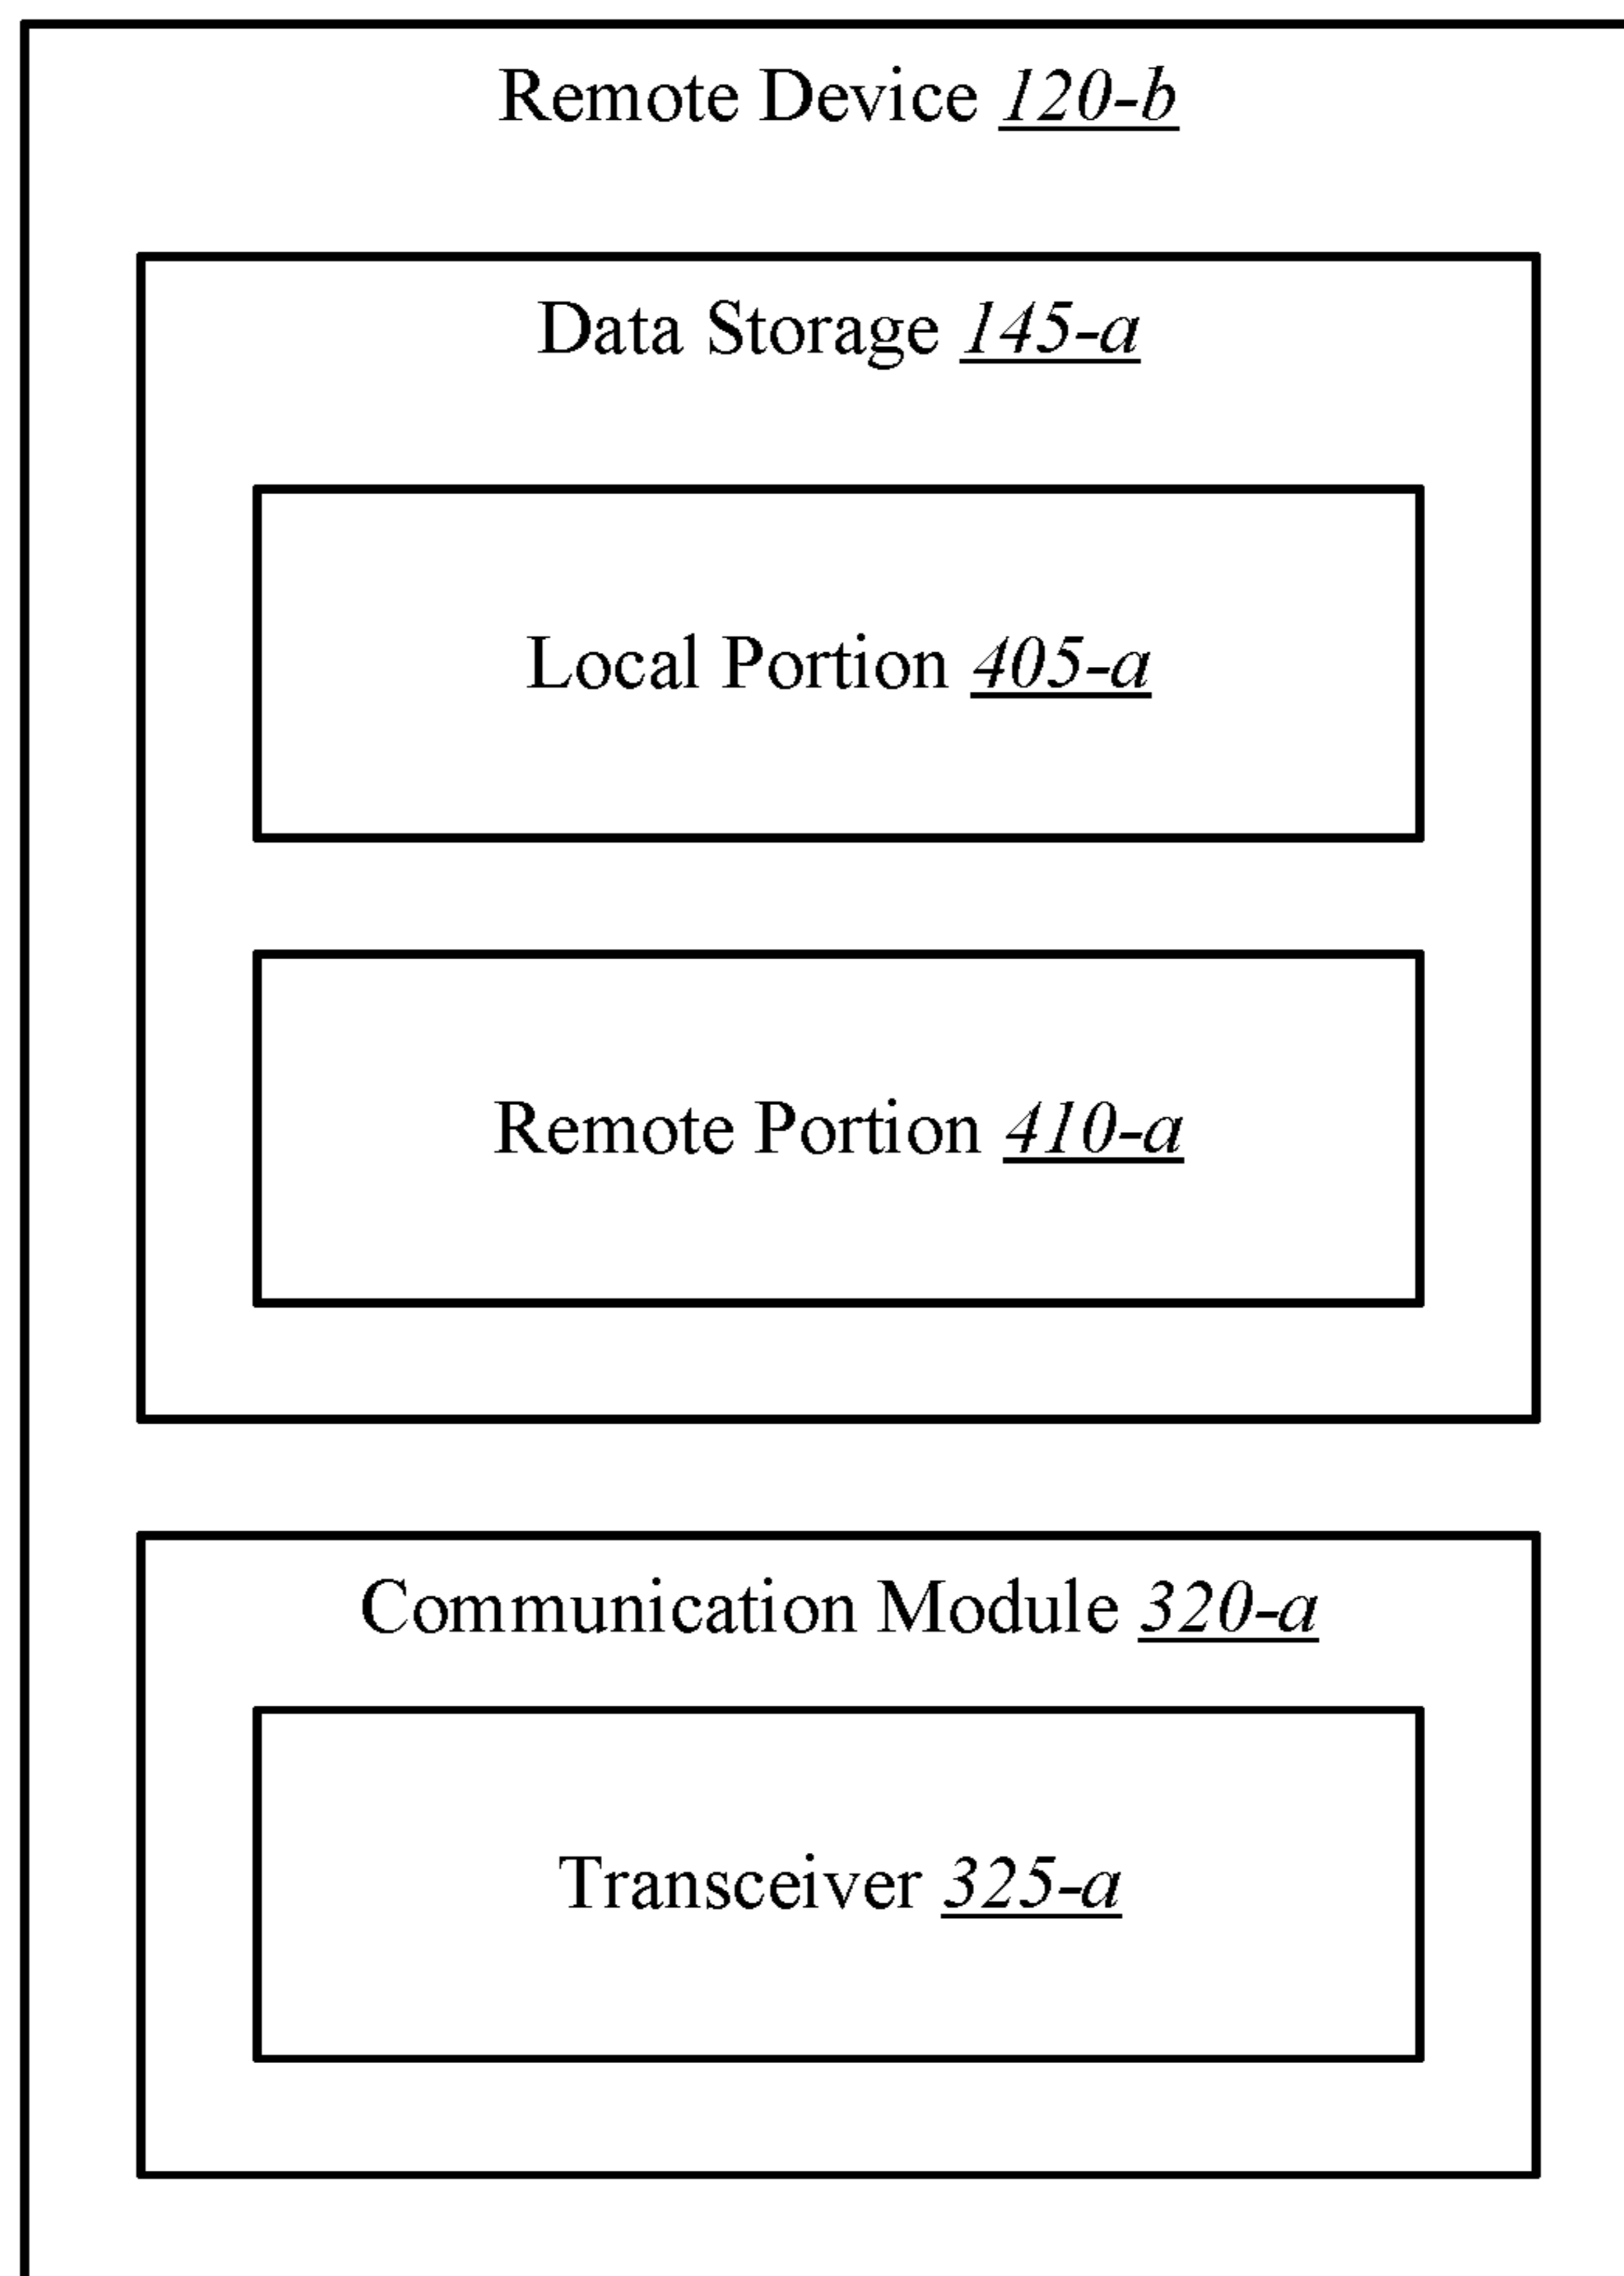 Remote Device 120-b
Data Storage 145-a
Local Portion 405-a
Remote Portion 410-a
Communication Module 320-a
Transceiver 325-a